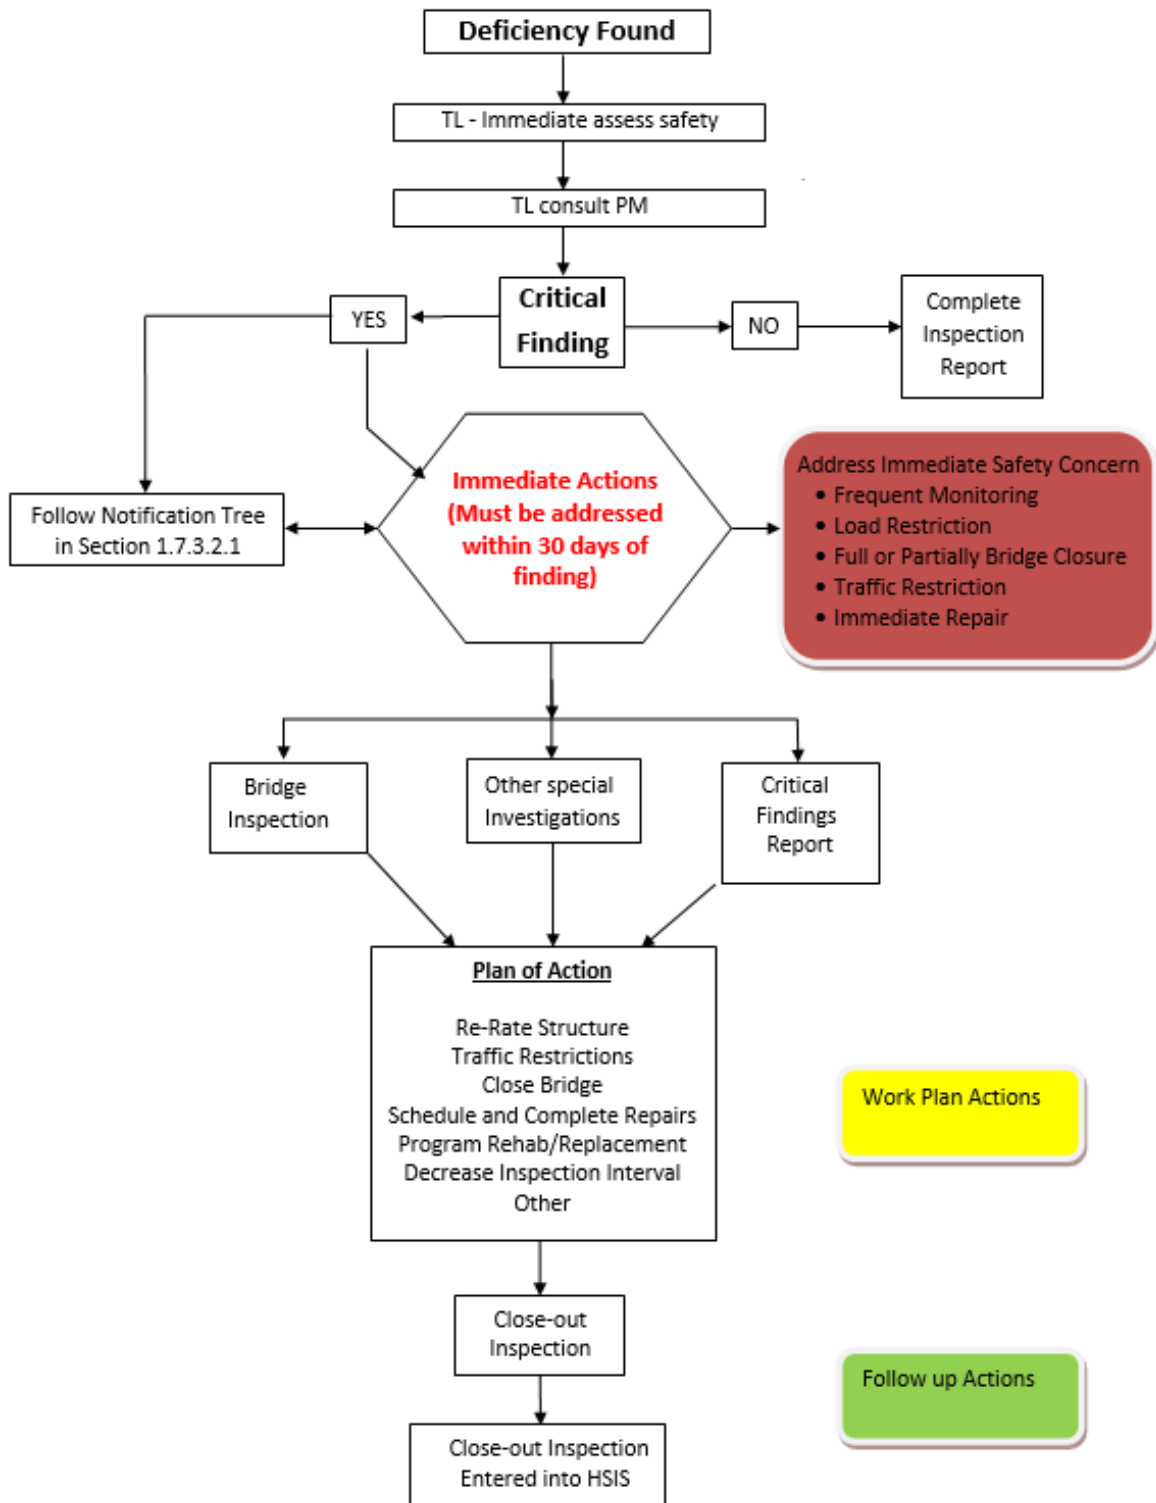 Deficiency Found
TL - Immediate assess safety
TL consult PM
Critical
Finding
YES
NO
Complete
Inspection
Report
Follow Notification Tree
in Section 1.7.3.2.1
Immediate Actions
(Must be addressed
within 30 days of
finding)
Address Immediate Safety Concern
• Frequent Monitoring
• Load Restriction
• Full or Partially Bridge Closure
• Traffic Restriction
• Immediate Repair
Bridge
Inspection
Other special
Investigations
Critical
Findings
Report
Plan of Action
Re-Rate Structure
Traffic Restrictions
Close Bridge
Schedule and Complete Repairs
Program Rehab/Replacement
Decrease Inspection Interval
Other
Work Plan Actions
Close-out
Inspection
Follow up Actions
Close-out Inspection
Entered into HSIS